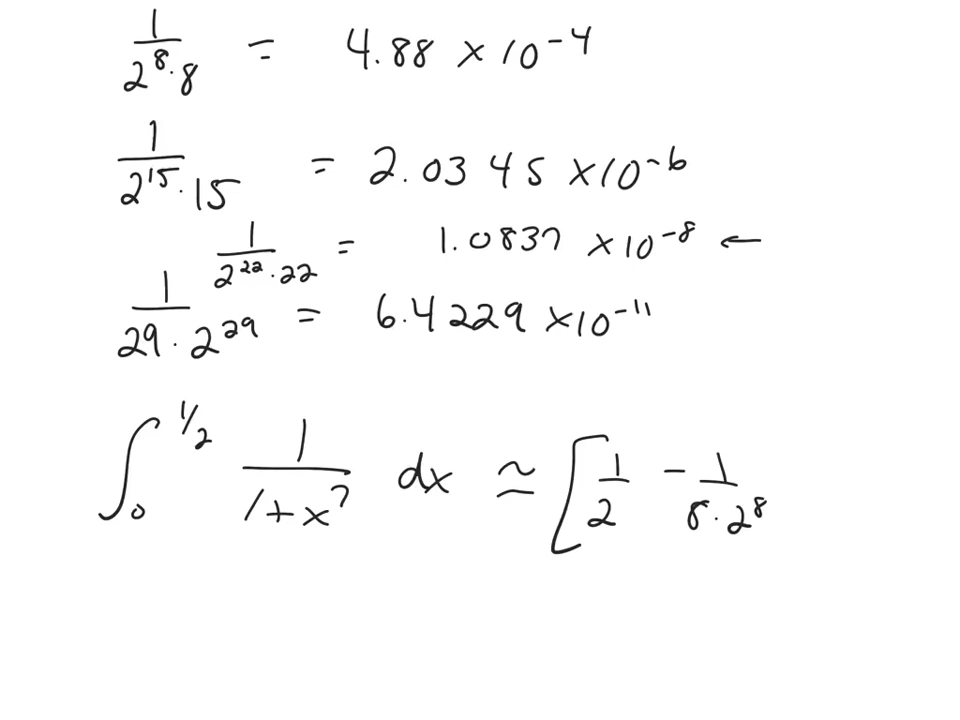 1/(2^8 · 8) = 4.88 × 10^-4
1/(2^15 · 15) = 2.0345 × 10^-6
1/(2^22 · 22) = 1.0837 × 10^-8 ←
1/(29 · 2^29) = 6.4229 × 10^-11
∫_0^1/2 1/(1+x^7) dx ≃ [1/2 - 1/(8 · 2^8)